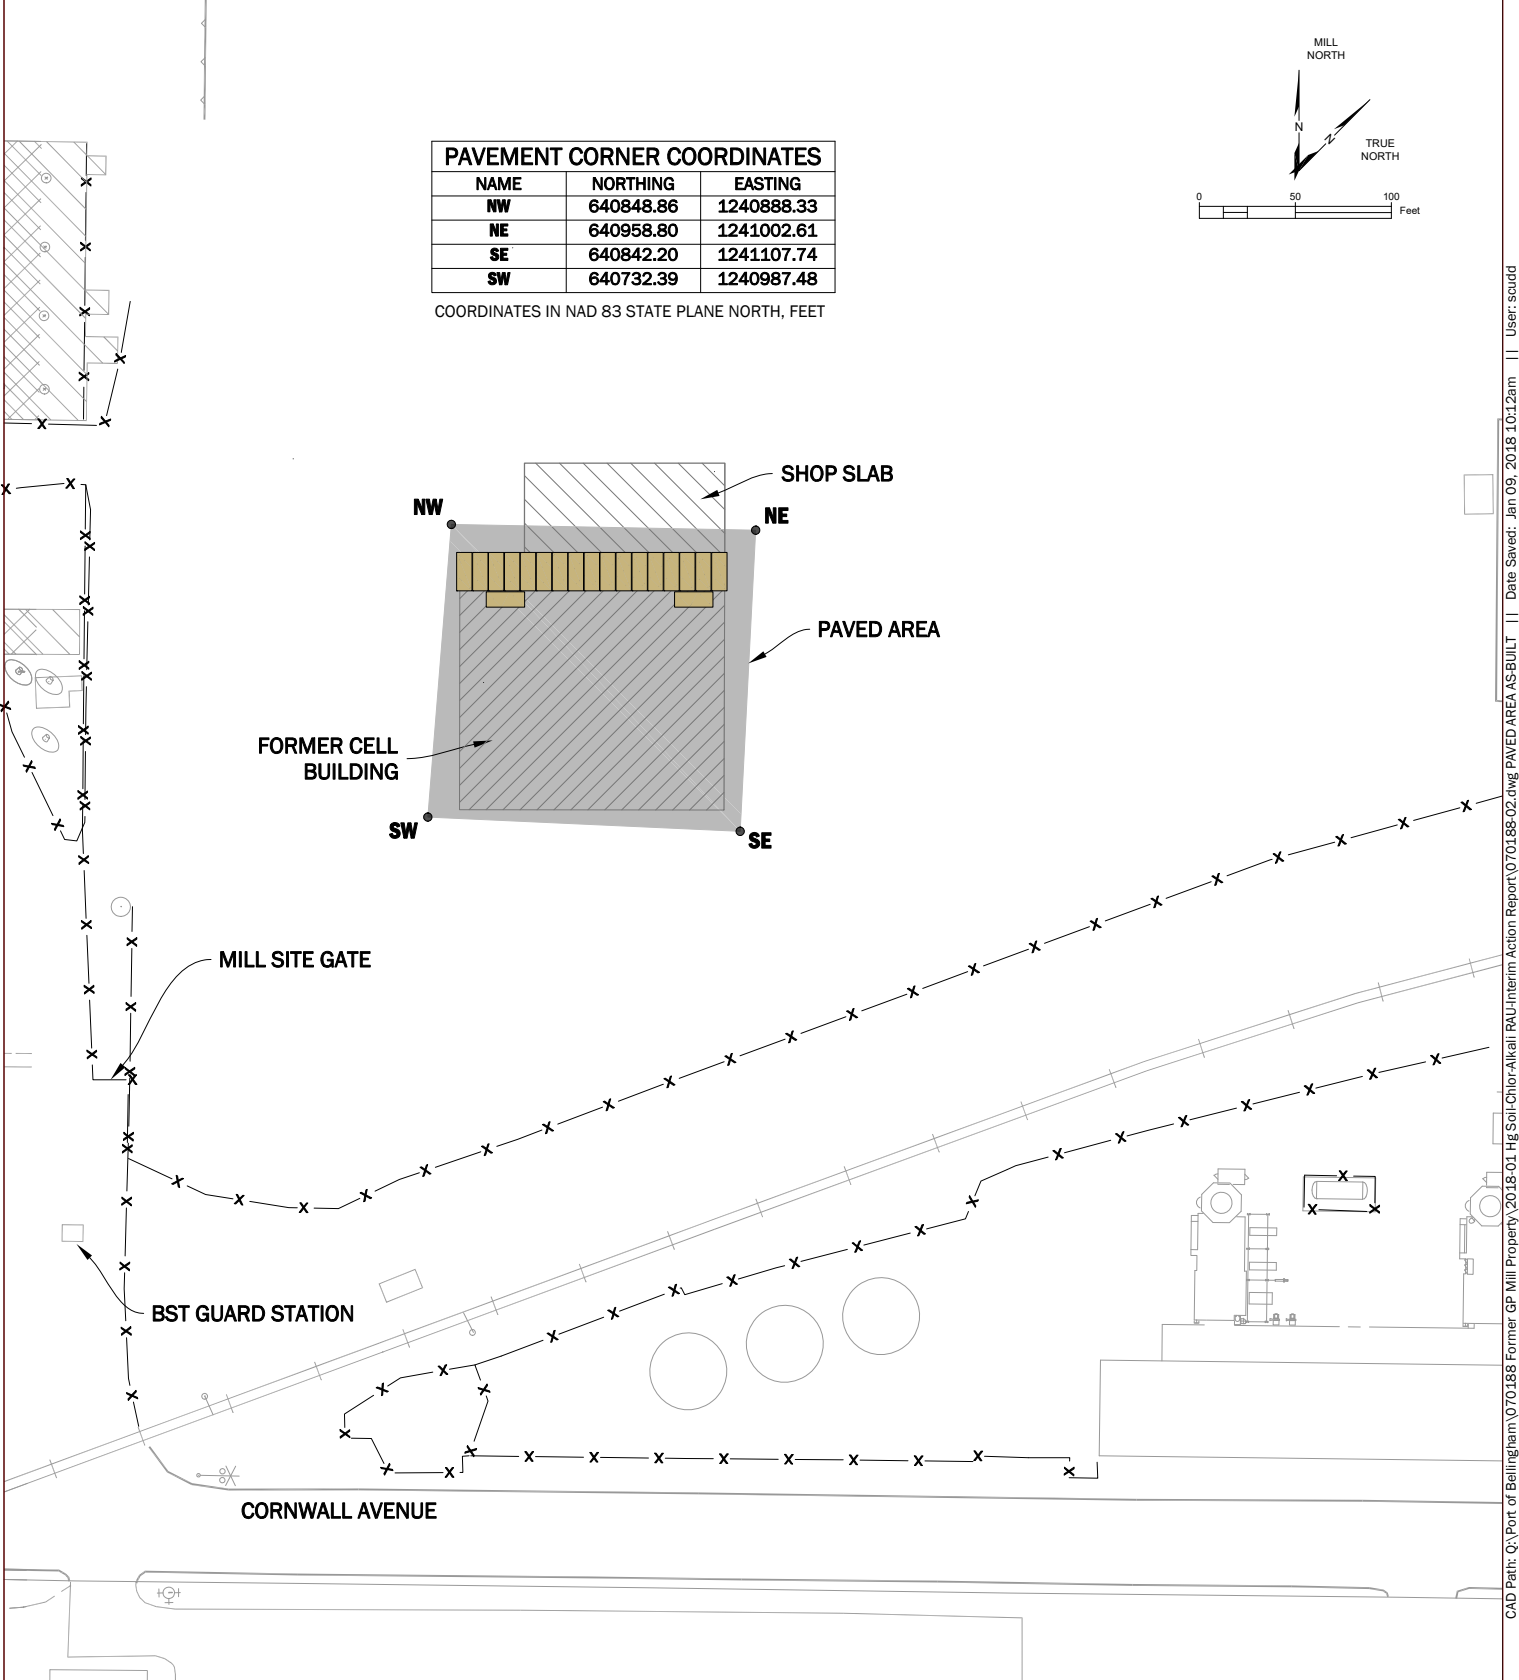 MILL
NORTH
N
N
TRUE
NORTH
0 50 100
Feet
PAVEMENT CORNER COORDINATES
NAME NORTHING EASTING
NW 640848.86 1240888.33
NE 640958.80 1241002.61
SE 640842.20 1241107.74
SW 640732.39 1240987.48
COORDINATES IN NAD 83 STATE PLANE NORTH, FEET
SHOP SLAB
NW
NE
PAVED AREA
FORMER CELL
BUILDING
SW
SE
MILL SITE GATE
BST GUARD STATION
CORNWALL AVENUE
CAD Path: Q:\Port of Bellingham\070188 Former GP Mill Property\2018-01 Hg Soil-Chlor-Alkali RAU-Interim Action Report\070188-02.dwg PAVED AREA AS-BUILT || Date Saved: Jan 09, 2018 10:12am || User: scudd